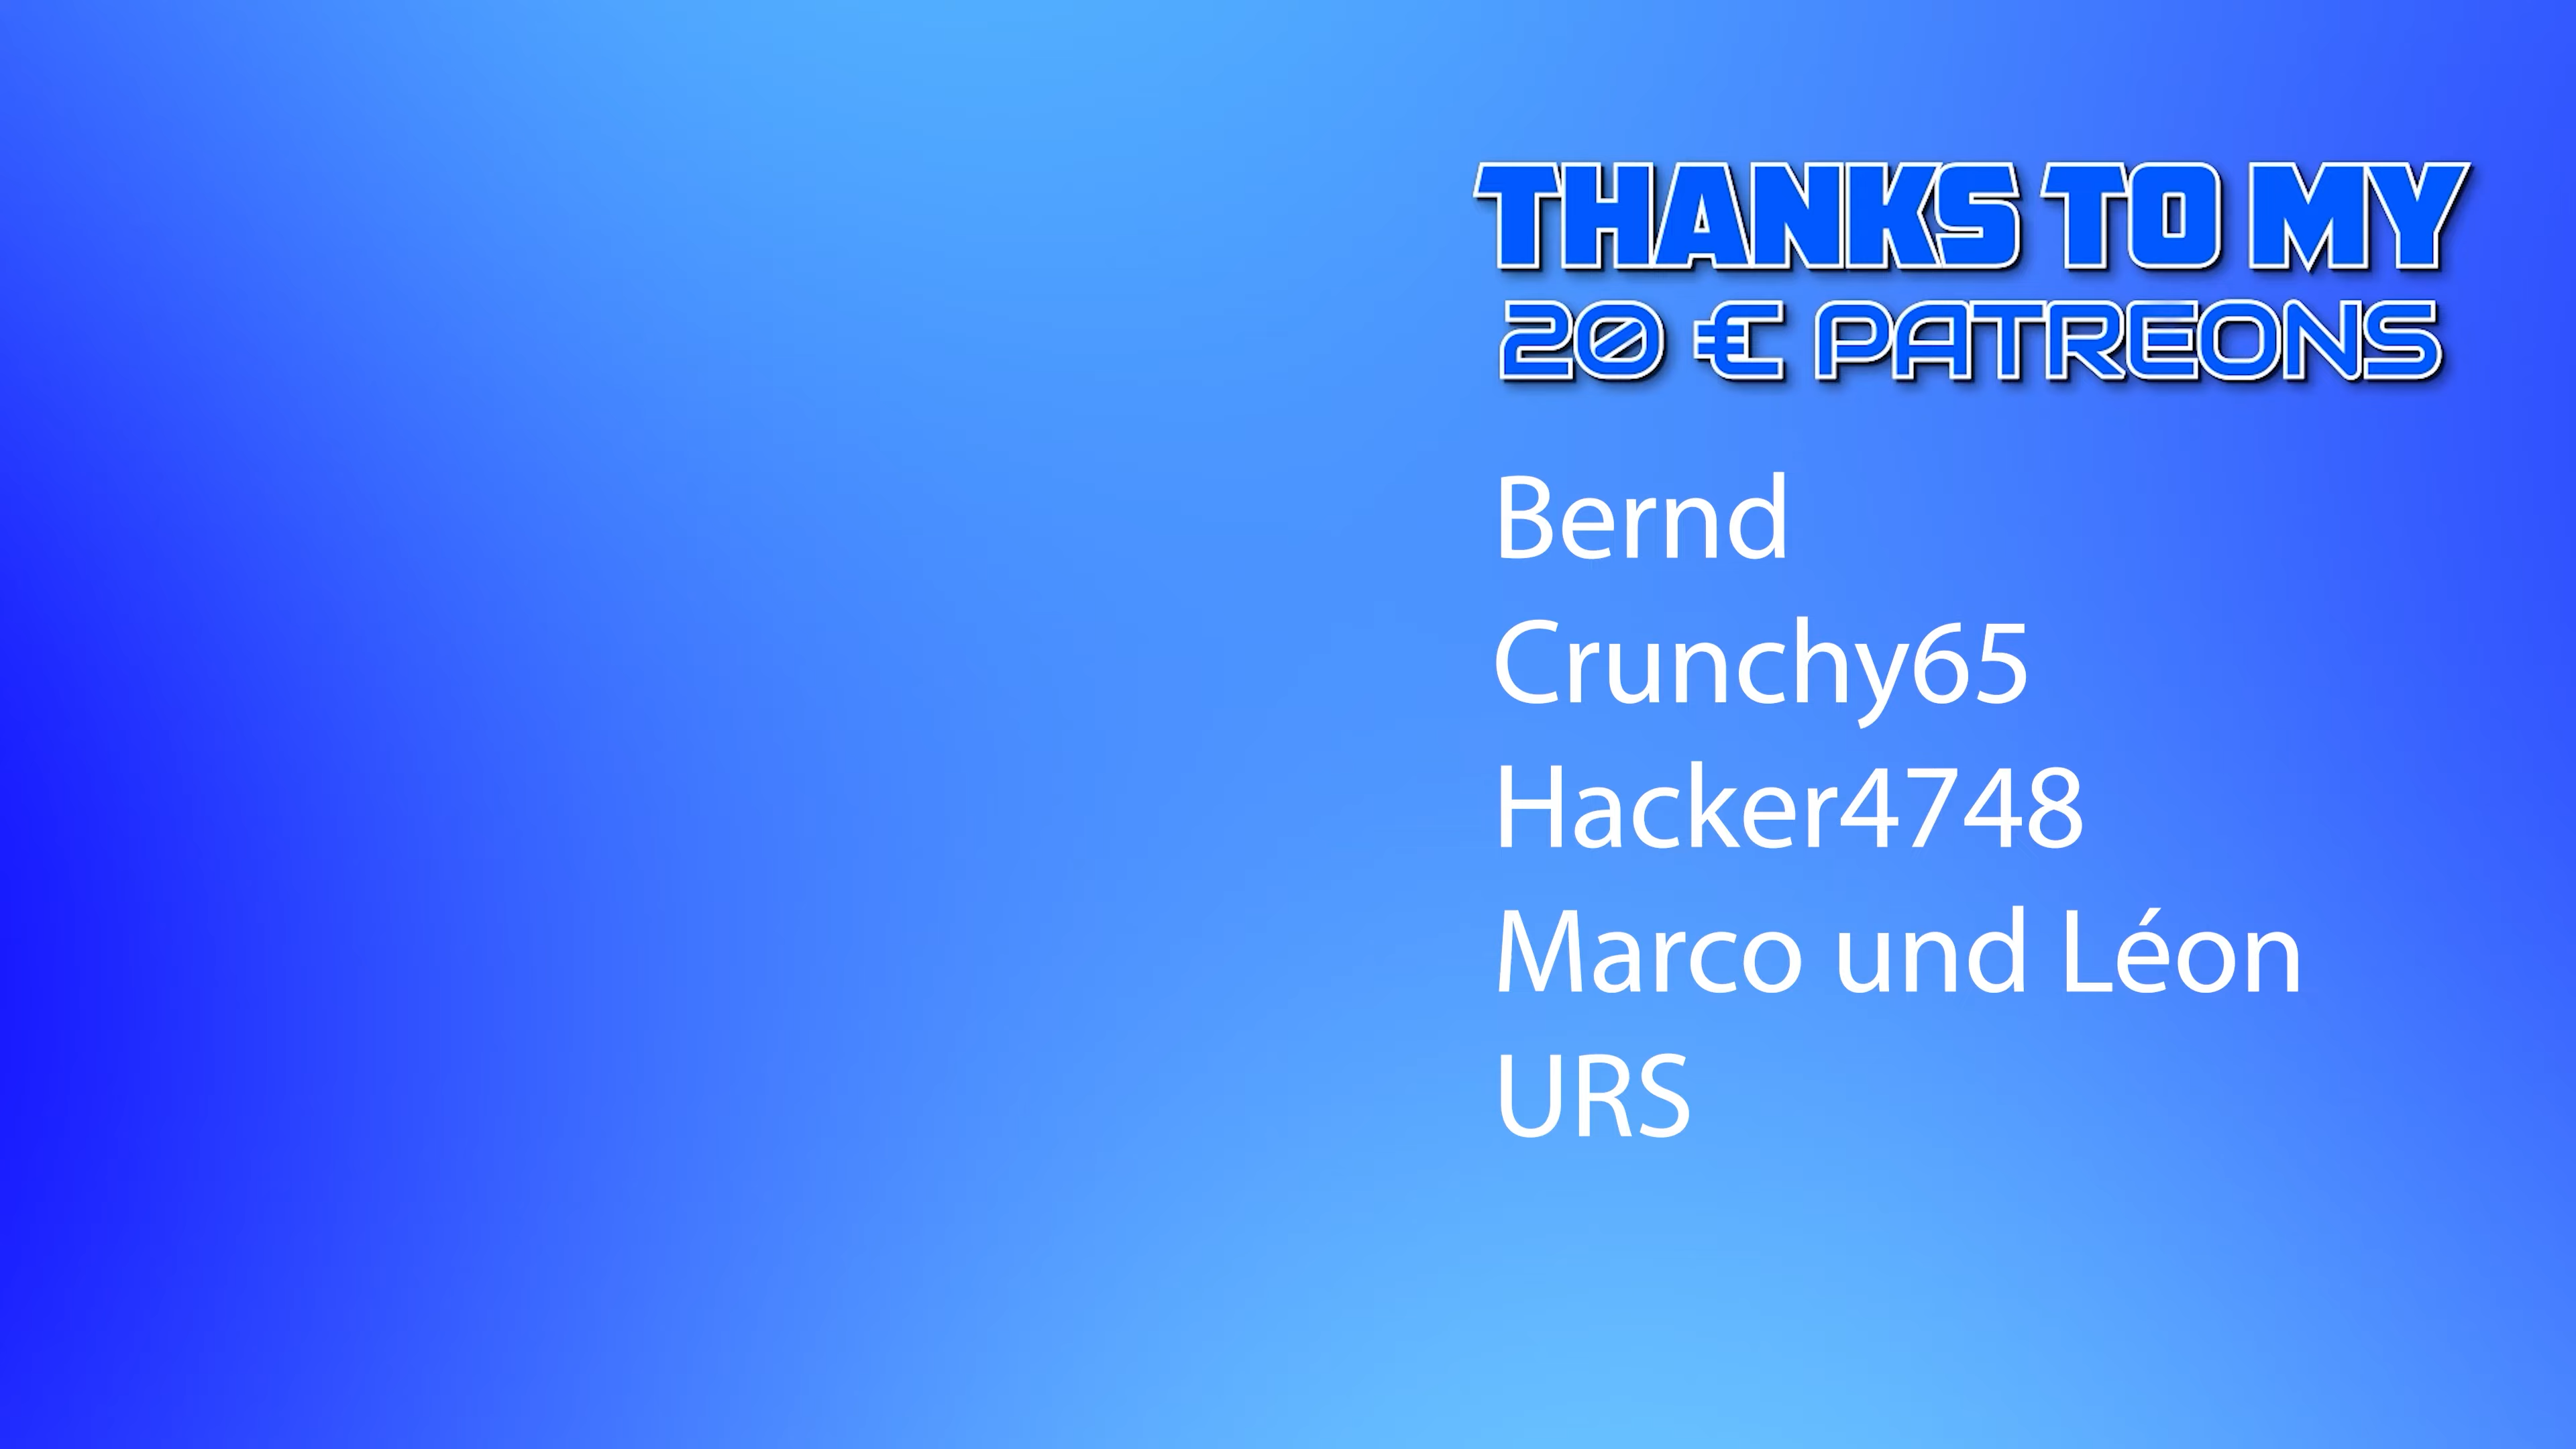 THANKS TO MY
20 € PATREONS
Bernd
Crunchy65
Hacker4748
Marco und Léon
URS